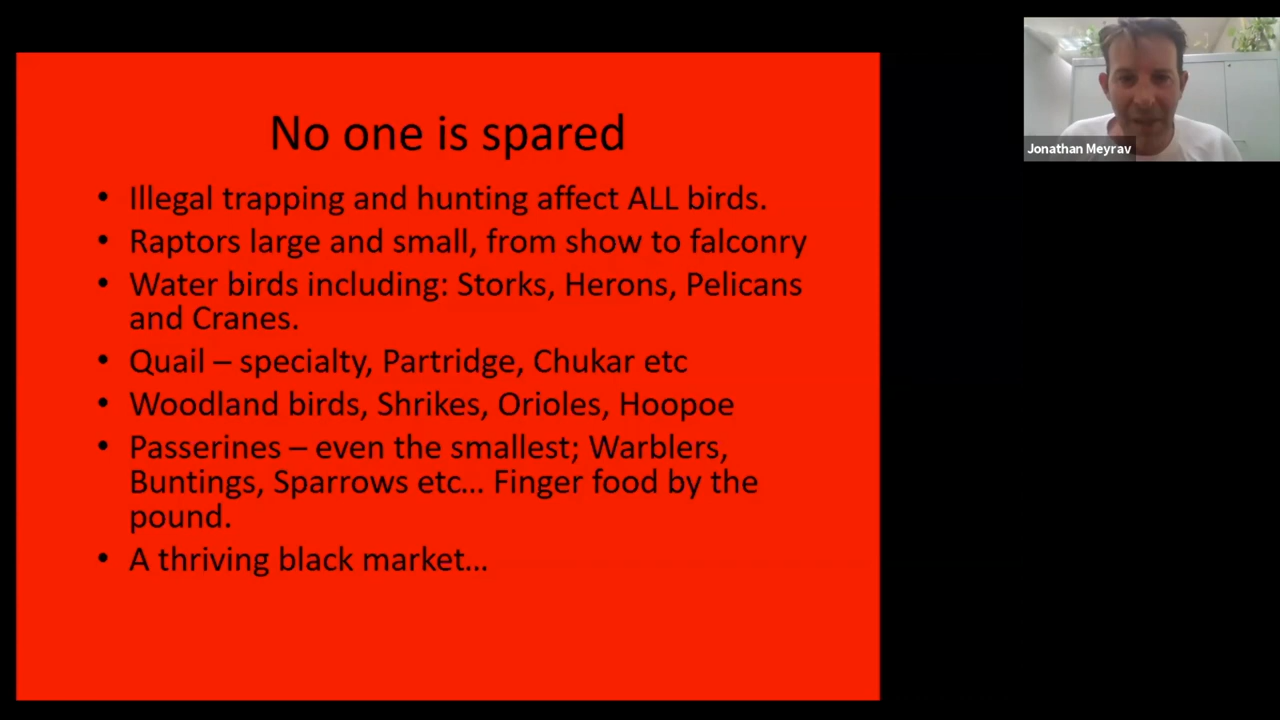 No one is spared
• Illegal trapping and hunting affect ALL birds.
• Raptors large and small, from show to falconry
• Water birds including: Storks, Herons, Pelicans
and Cranes.
• Quail – specialty, Partridge, Chukar etc
• Woodland birds, Shrikes, Orioles, Hoopoe
• Passerines – even the smallest; Warblers,
Buntings, Sparrows etc... Finger food by the
pound.
• A thriving black market...
Jonathan Meyrav